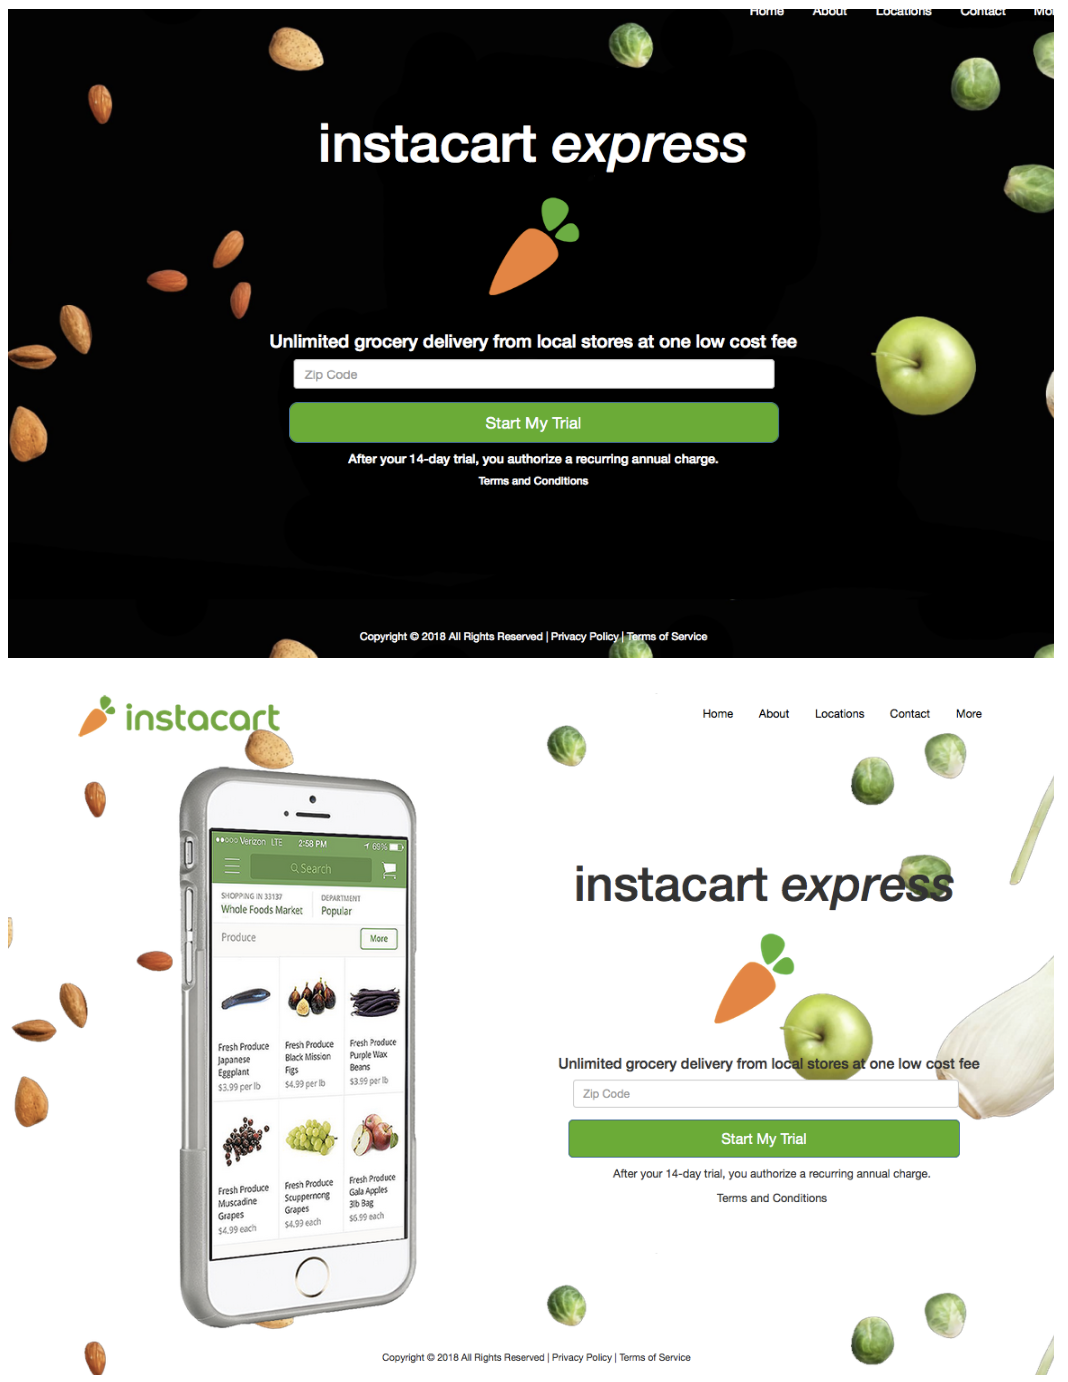 Home About Locations Contact
instacart express
Unlimited grocery delivery from local stores at one low cost fee
Zip Code
Start My Trial
After your 14-day trial, you authorize a recurring annual charge.
Terms and Conditions
Copyright © 2018 All Rights Reserved | Privacy Policy | Terms of Service
instacart
Home About Locations Contact More
Verizon LTE 2:58 PM 69%
Search
SHOPPING IN 33137
Whole Foods Market
DEPARTMENT
Popular
Produce
More
Fresh Produce
Japanese
Eggplant
$3.99 per lb
Fresh Produce
Black Mission
Figs
$4.99 per lb
Fresh Produce
Purple Wax
Beans
$3.99 per lb
Fresh Produce
Muscadine
Grapes
$4.99 each
Fresh Produce
Scuppernong
Grapes
$4.99 each
Fresh Produce
Gala Apples
3lb Bag
$6.99 each
instacart express
Unlimited grocery delivery from local stores at one low cost fee
Zip Code
Start My Trial
After your 14-day trial, you authorize a recurring annual charge.
Terms and Conditions
Copyright © 2018 All Rights Reserved | Privacy Policy | Terms of Service